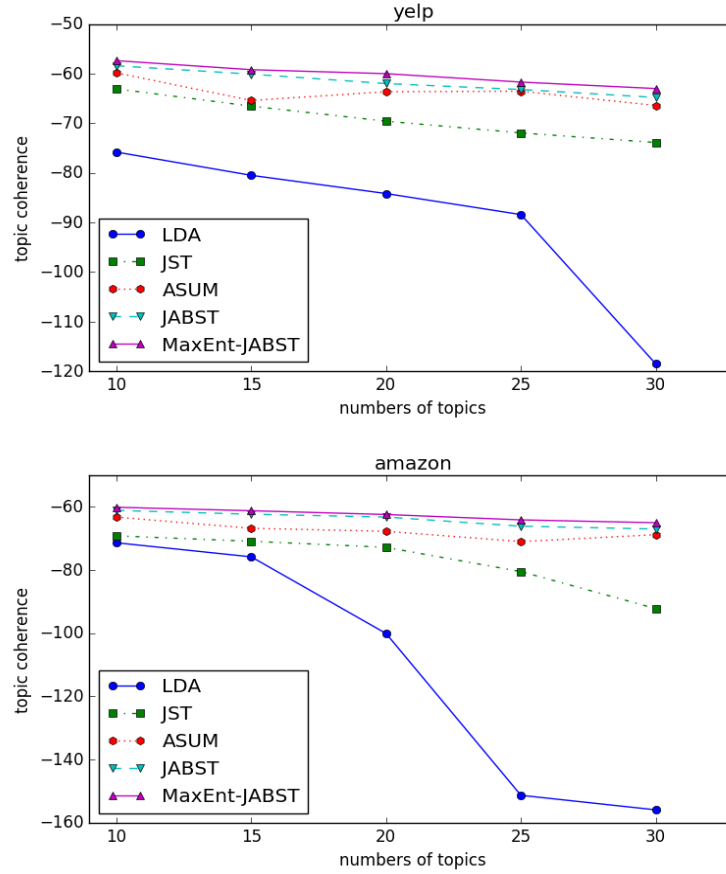 yelp
−50
−60
−70
−80
−90
−100
−110
−120
topic coherence
LDA
JST
ASUM
JABST
MaxEnt-JABST
10 15 20 25 30
numbers of topics
amazon
−60
−80
−100
−120
−140
−160
topic coherence
LDA
JST
ASUM
JABST
MaxEnt-JABST
10 15 20 25 30
numbers of topics